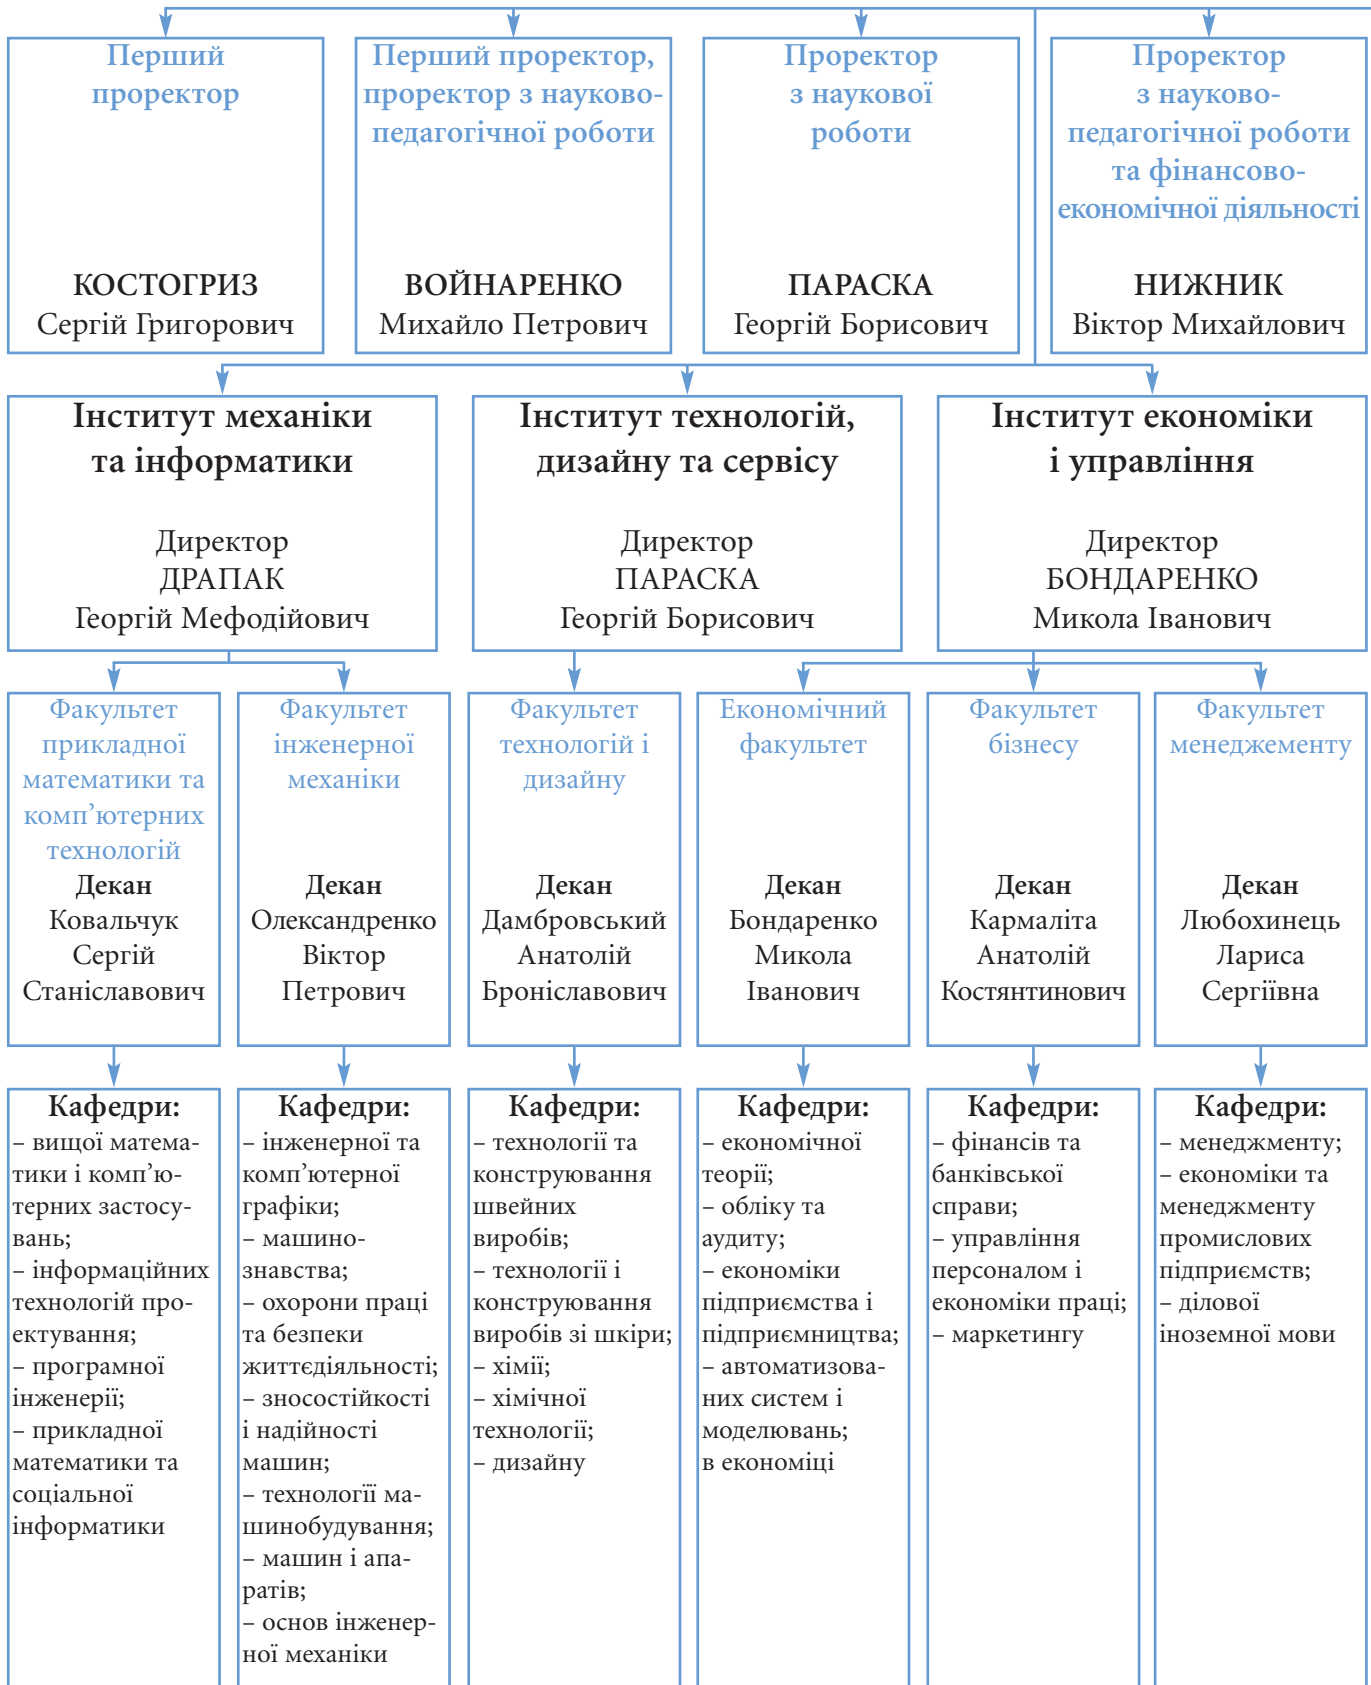 Перший
проректор
КОСТОГРИЗ
Сергій Григорович
Перший проректор,
проректор з науково-
педагогічної роботи
ВОЙНАРЕНКО
Михайло Петрович
Проректор
з наукової
роботи
ПАРАСКА
Георгій Борисович
Проректор
з науково-
педагогічної роботи
та фінансово-
економічної діяльності
НИЖНИК
Віктор Михайлович
Інститут механіки
та інформатики
Директор
ДРАПАК
Георгій Мефодійович
Інститут технологій,
дизайну та сервісу
Директор
ПАРАСКА
Георгій Борисович
Інститут економіки
і управління
Директор
БОНДАРЕНКО
Микола Іванович
Факультет
прикладної
математики та
комп’ютерних
технологій
Декан
Ковальчук
Сергій
Станіславович
Факультет
інженерної
механіки
Декан
Олександренко
Віктор
Петрович
Факультет
технологій і
дизайну
Декан
Дамбровський
Анатолій
Броніславович
Економічний
факультет
Декан
Бондаренко
Микола
Іванович
Факультет
бізнесу
Декан
Кармаліта
Анатолій
Костянтинович
Факультет
менеджементу
Декан
Любохинець
Лариса
Сергіївна
Кафедри:
– вищої матема-
тики і комп’ю-
терних застосу-
вань;
– інформаційних
технологій про-
ектування;
– програмної
інженерії;
– прикладної
математики та
соціальної
інформатики
Кафедри:
– інженерної та
комп’ютерної
графіки;
– машино-
знавства;
– охорони праці
та безпеки
життєдіяльності;
– зносостійкості
і надійності
машин;
– технології ма-
шинобудування;
– машин і апа-
ратів;
– основ інженер-
ної механіки
Кафедри:
– технології та
конструювання
швейних
виробів;
– технології і
конструювання
виробів зі шкіри;
– хімії;
– хімічної
технології;
– дизайну
Кафедри:
– економічної
теорії;
– обліку та
аудиту;
– економіки
підприємства і
підприємництва;
– автоматизова-
них систем і
моделювань;
в економіці
Кафедри:
– фінансів та
банківської
справи;
– управління
персоналом і
економіки праці;
– маркетингу
Кафедри:
– менеджменту;
– економіки та
менеджменту
промислових
підприємств;
– ділової
іноземної мови